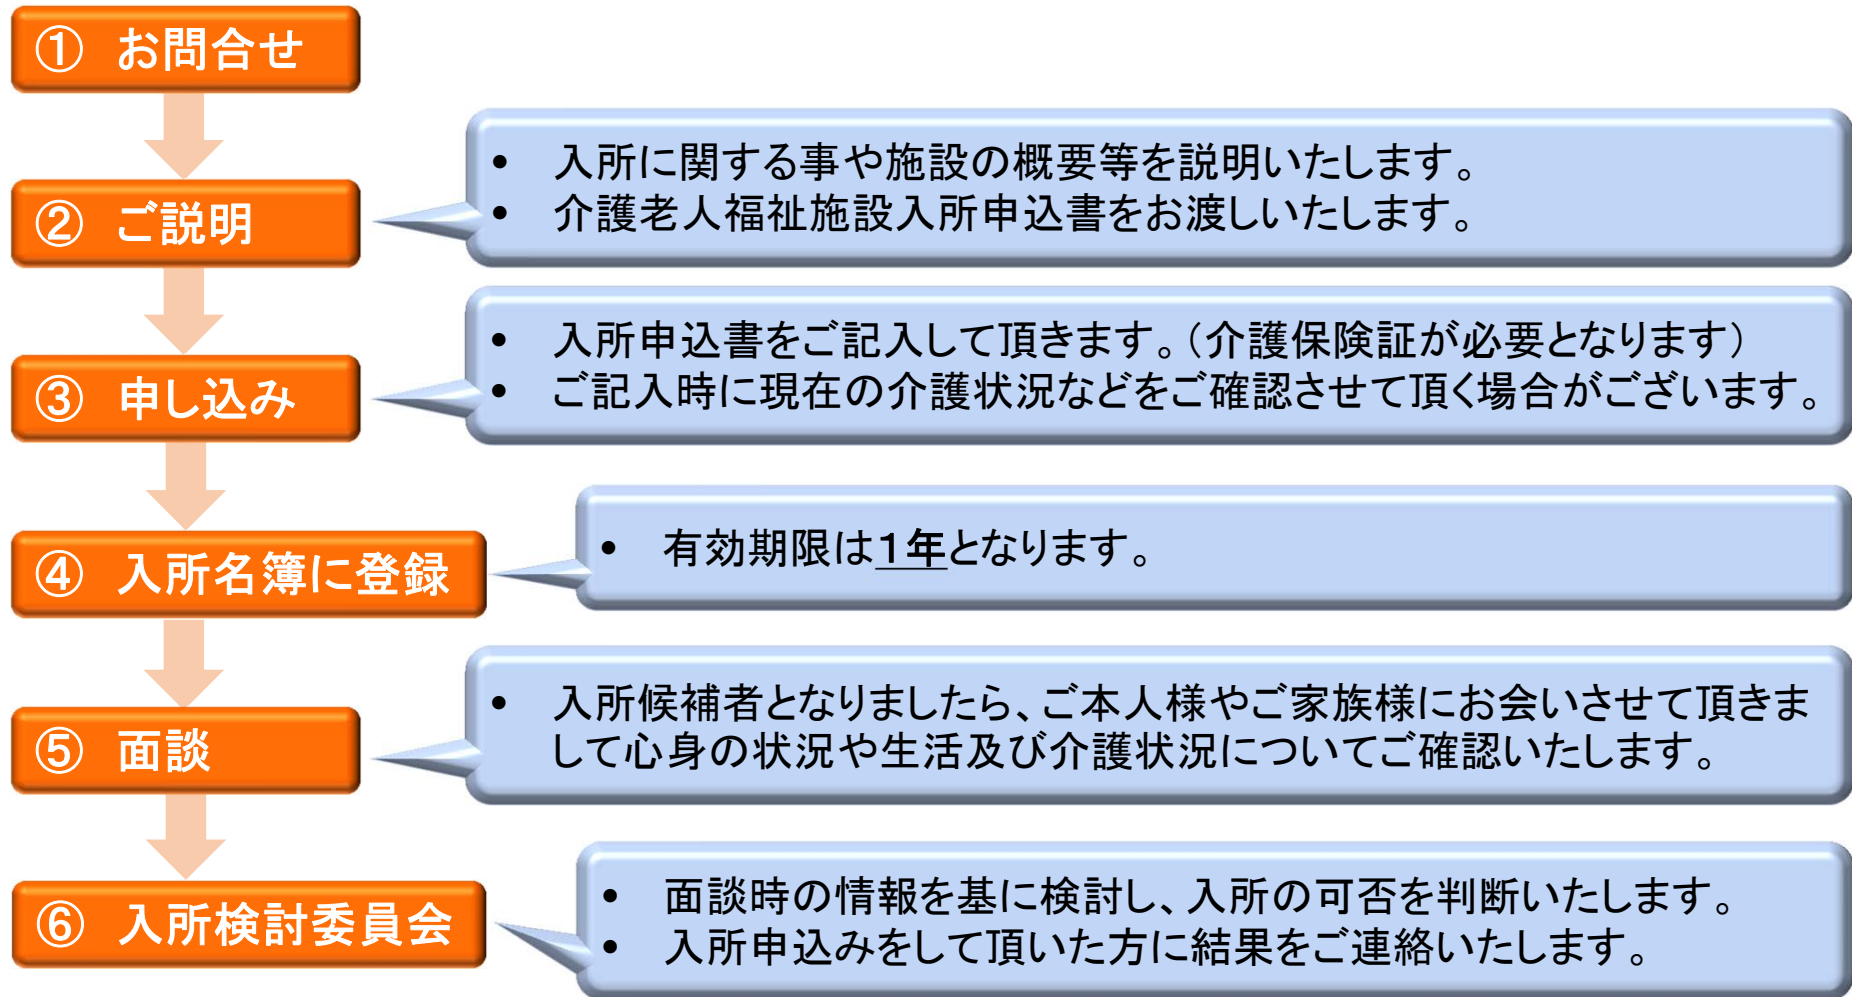 ① お問合せ
• 入所に関する事や施設の概要等を説明いたします。
② ご説明
• 介護老人福祉施設入所申込書をお渡しいたします。
• 入所申込書をご記入して頂きます。（介護保険証が必要となります）
③ 申し込み
• ご記入時に現在の介護状況などをご確認させて頂く場合がございます。
④ 入所名簿に登録
• 有効期限は１年となります。
⑤ 面談
• 入所候補者となりましたら、ご本人様やご家族様にお会いさせて頂きま
して心身の状況や生活及び介護状況についてご確認いたします。
⑥ 入所検討委員会
• 面談時の情報を基に検討し、入所の可否を判断いたします。
• 入所申込みをして頂いた方に結果をご連絡いたします。